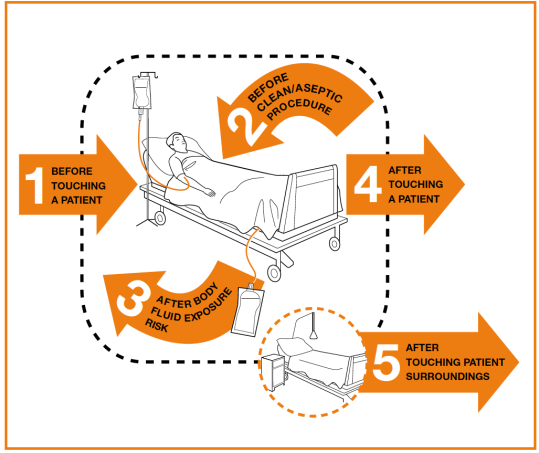 1
BEFORE
TOUCHING
A PATIENT
2
BEFORE
CLEAN/ASEPTIC
PROCEDURE
3
AFTER BODY
FLUID EXPOSURE
RISK
4
AFTER
TOUCHING
A PATIENT
5
AFTER
TOUCHING PATIENT
SURROUNDINGS